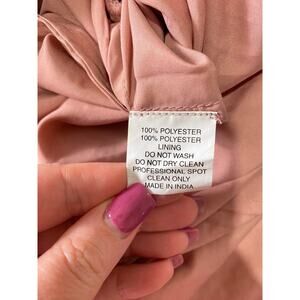 100% POLYESTER
100% POLYESTER
LINING
DO NOT WASH
DO NOT DRY CLEAN
PROFESSIONAL SPOT
CLEAN ONLY
MADE IN INDIA